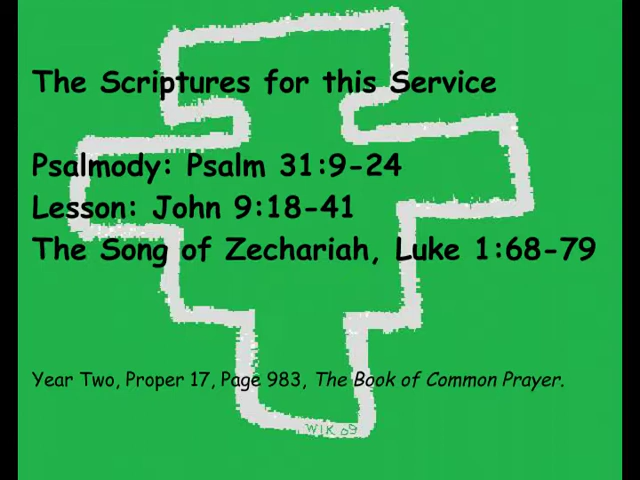 The Scriptures for this Service
Psalmody: Psalm 31:9-24
Lesson: John 9:18-41
The Song of Zechariah, Luke 1:68-79
Year Two, Proper 17, Page 983, The Book of Common Prayer.
WIK 09